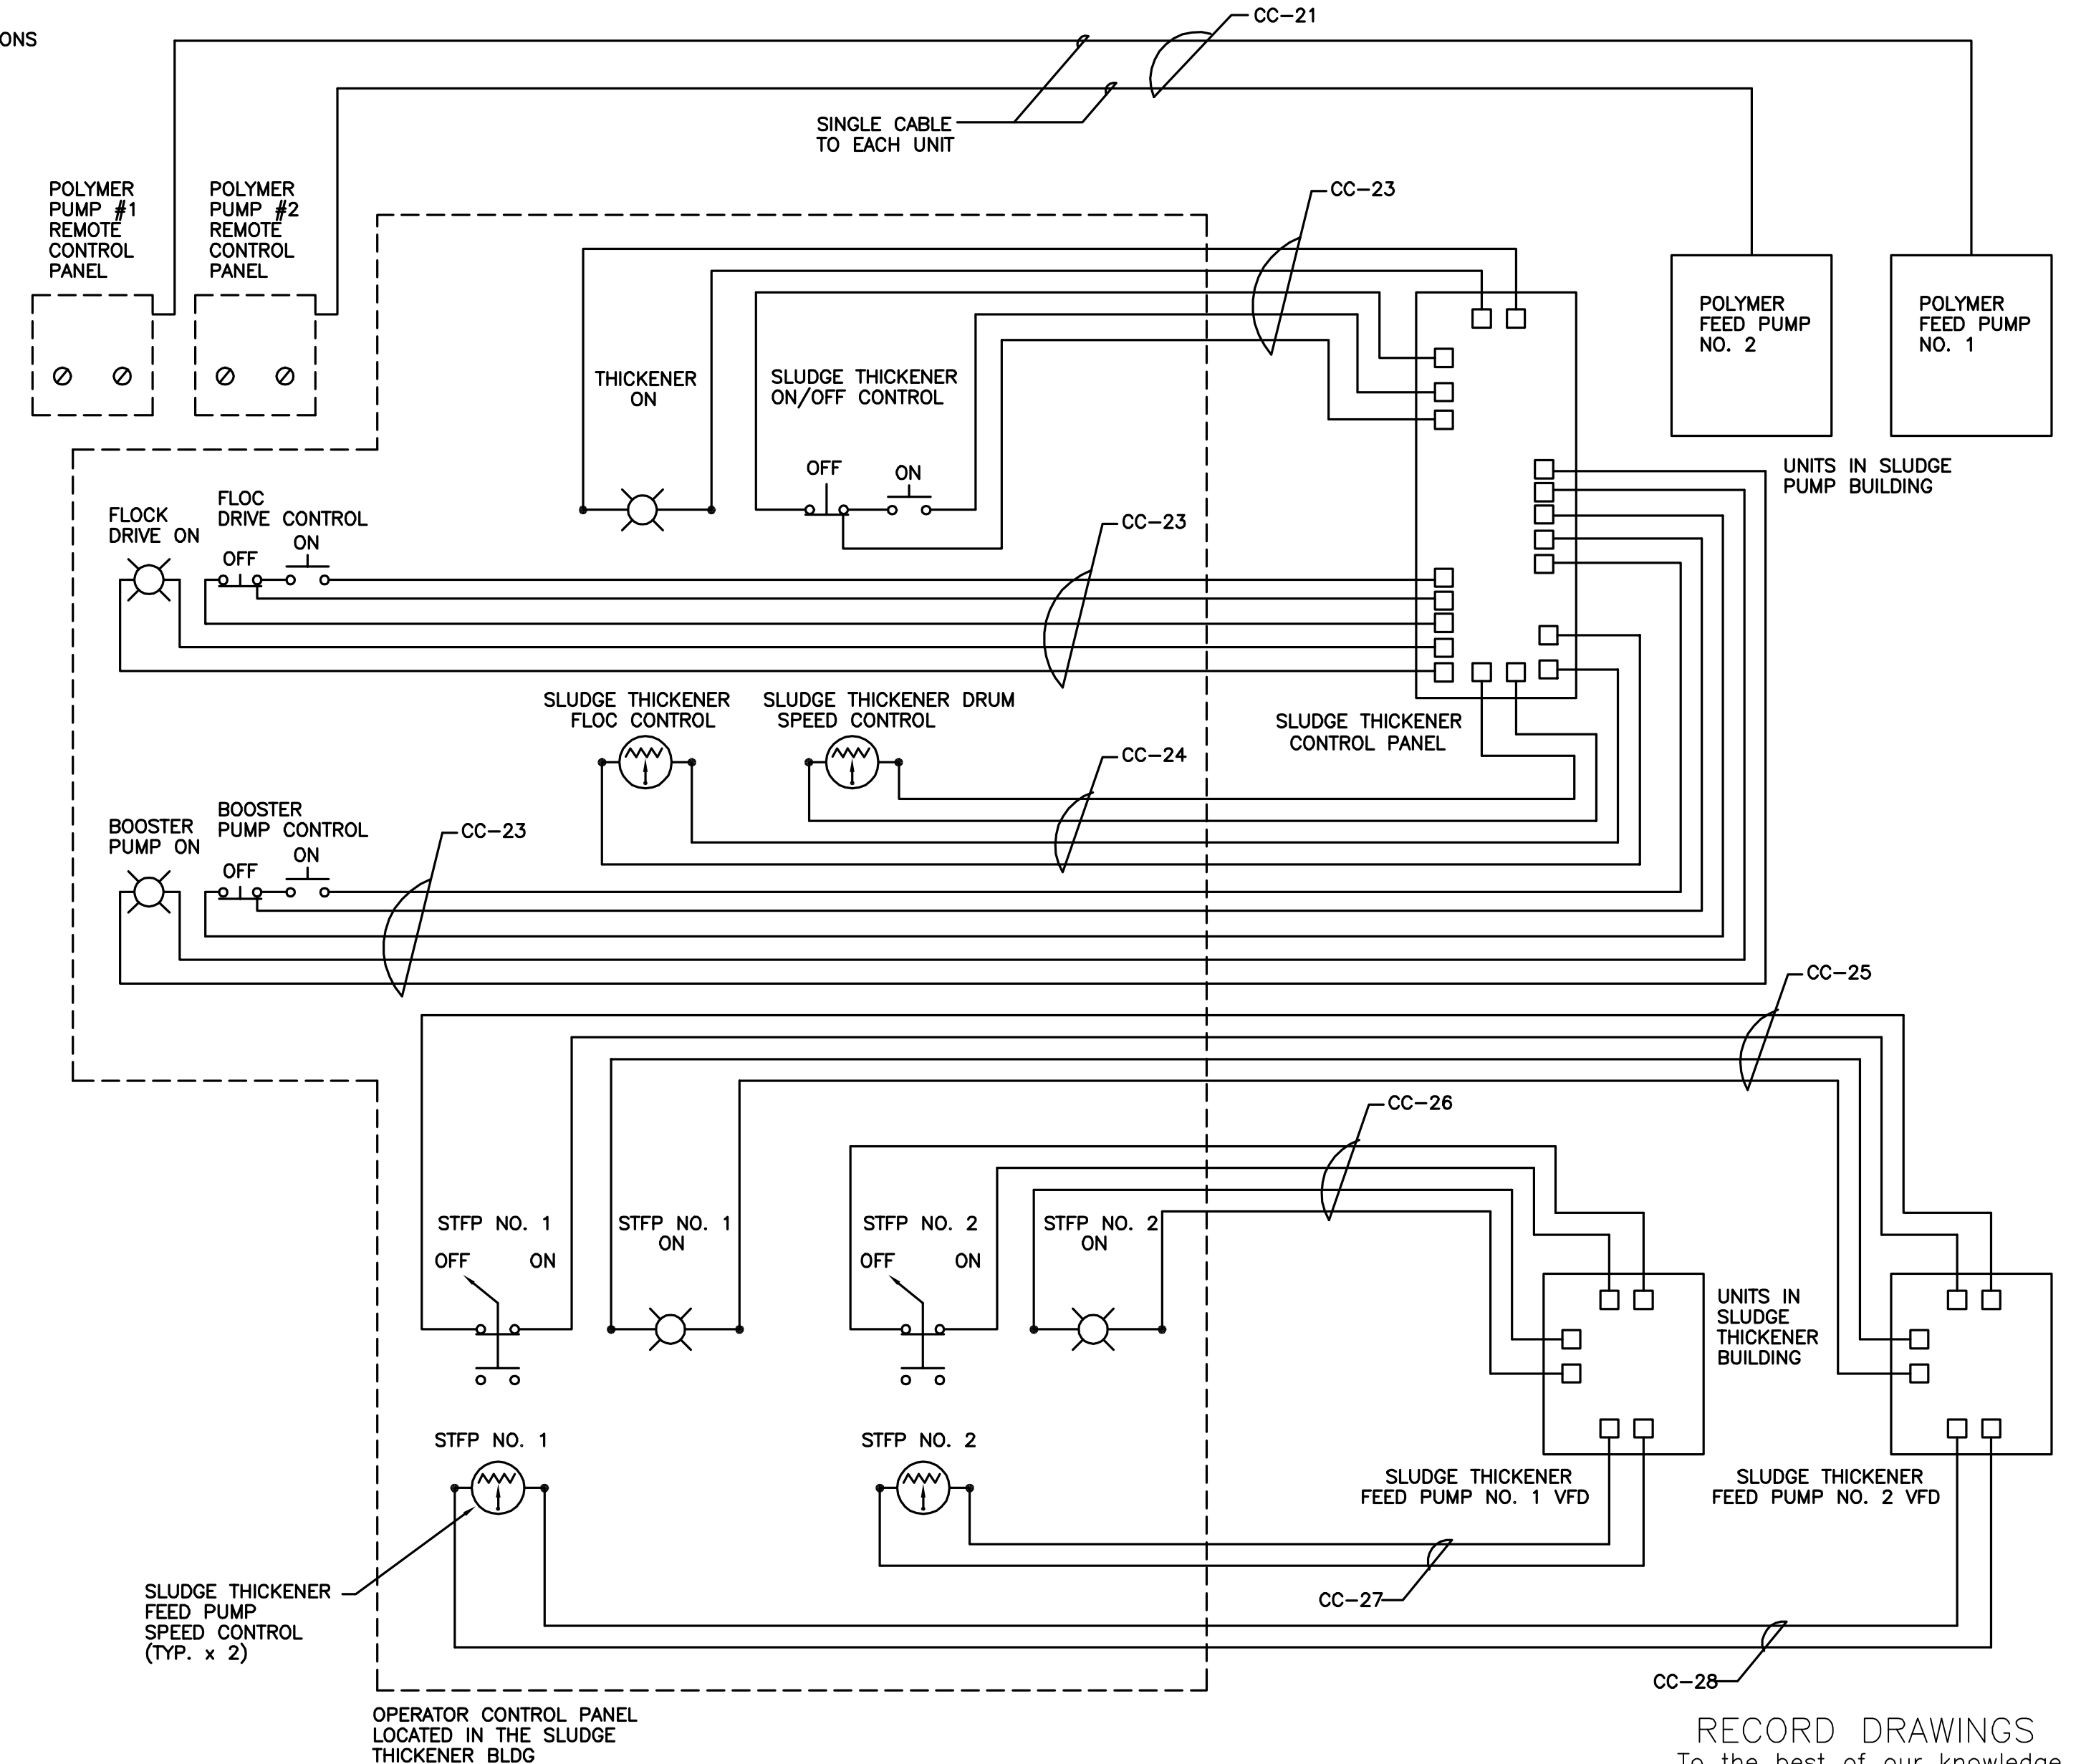 ONS
CC-21
SINGLE CABLE
TO EACH UNIT
POLYMER
PUMP #1
REMOTE
CONTROL
PANEL
POLYMER
PUMP #2
REMOTE
CONTROL
PANEL
CC-23
POLYMER
FEED PUMP
NO. 2
POLYMER
FEED PUMP
NO. 1
THICKENER
ON
SLUDGE THICKENER
ON/OFF CONTROL
OFF
ON
UNITS IN SLUDGE
PUMP BUILDING
FLOCK
DRIVE ON
FLOC
DRIVE CONTROL
ON
OFF
CC-23
SLUDGE THICKENER
FLOC CONTROL
SLUDGE THICKENER DRUM
SPEED CONTROL
SLUDGE THICKENER
CONTROL PANEL
CC-24
BOOSTER
PUMP ON
BOOSTER
PUMP CONTROL
ON
OFF
CC-23
CC-25
CC-26
STFP NO. 1
OFF
ON
STFP NO. 1
ON
STFP NO. 2
OFF
ON
STFP NO. 2
ON
UNITS IN
SLUDGE
THICKENER
BUILDING
STFP NO. 1
STFP NO. 2
SLUDGE THICKENER
FEED PUMP NO. 1 VFD
SLUDGE THICKENER
FEED PUMP NO. 2 VFD
SLUDGE THICKENER
FEED PUMP
SPEED CONTROL
(TYP. x 2)
CC-27
CC-28
OPERATOR CONTROL PANEL
LOCATED IN THE SLUDGE
THICKENER BLDG
RECORD DRAWINGS
To the best of our knowledge